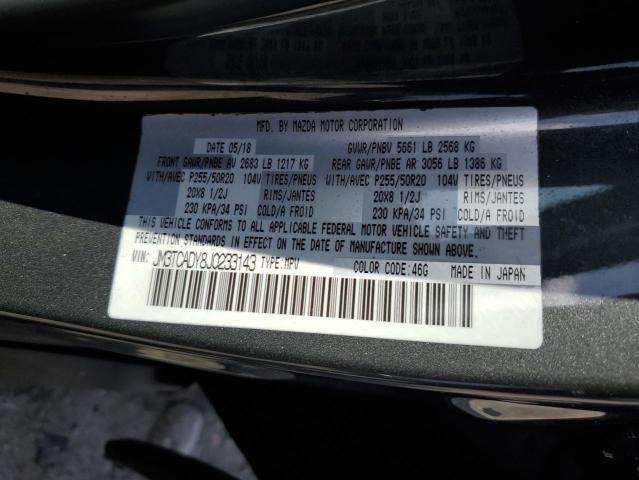 MFD. BY MAZDA MOTOR CORPORATION
DATE 05/18 GVWR/PNBV 5661 LB 2568 KG
FRONT GAWR/PNBE AV 2683 LB 1217 KG REAR GAWR/PNBE AR 3056 LB 1386 KG
WITH/AVEC P255/50R20 104V TIRES/PNEUS WITH/AVEC P255/50R20 104V TIRES/PNEUS
20X8 1/2J RIMS/JANTES 20X8 1/2J RIMS/JANTES
230 KPA/34 PSI COLD/A FROID 230 KPA/34 PSI COLD/A FROID
THIS VEHICLE CONFORMS TO ALL APPLICABLE FEDERAL MOTOR VEHICLE SAFETY AND THEFT PREVENTION
STANDARDS IN EFFECT ON THE DATE OF MANUFACTURE SHOWN ABOVE.
VIN: JM3TCADY8J0233143 TYPE:MPV COLOR CODE:46G MADE IN JAPAN